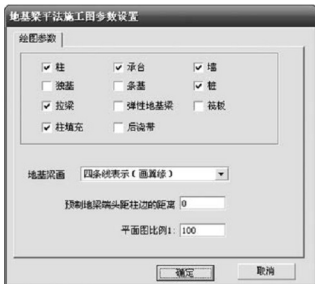 地基梁平法施工图参数设置
绘图参数
柱 承台 墙
独基 条基 桩
拉梁 弹性地基梁 筏板
柱填充 后浇带
地基梁画 四条线表示(画翼缘)
预制地梁端头距柱边的距离 0
平面图比例1: 100
确定 取消